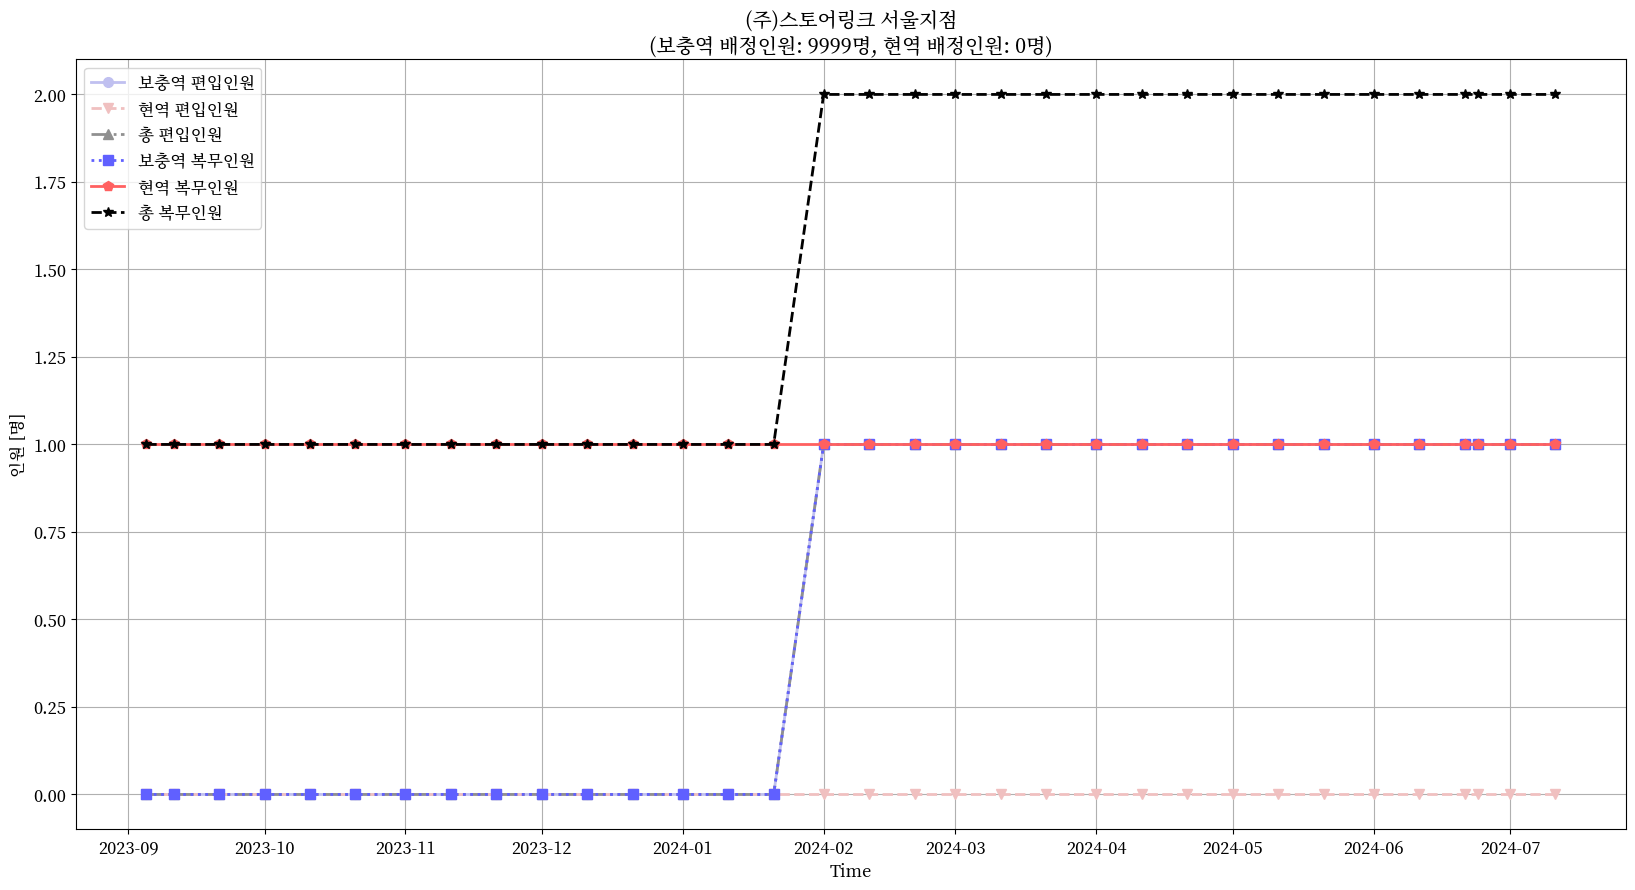 (주)스토어링크 서울지점
(보충역 배정인원: 9999명, 현역 배정인원: 0명)
보충역 편입인원
현역 편입인원
총 편입인원
보충역 복무인원
현역 복무인원
총 복무인원
2.00
1.75
1.50
1.25
1.00
0.75
0.50
0.25
0.00
인원 [명]
2023-09 2023-10 2023-11 2023-12 2024-01 2024-02 2024-03 2024-04 2024-05 2024-06 2024-07
Time